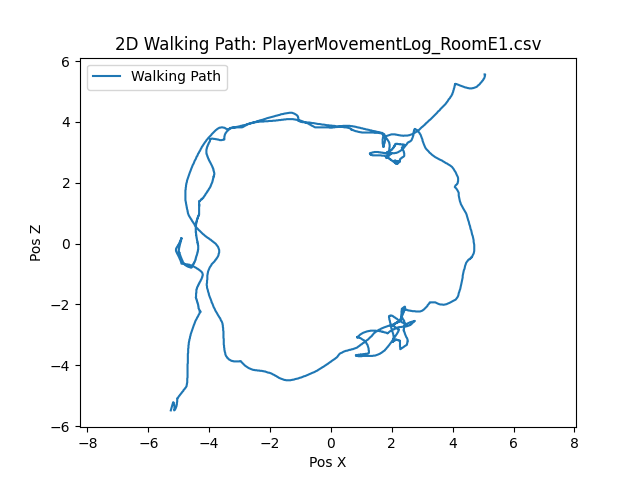 2D Walking Path: PlayerMovementLog_RoomE1.csv
Walking Path
6
4
2
0
−2
−4
−6
Pos Z
−8 −6 −4 −2 0 2 4 6 8
Pos X